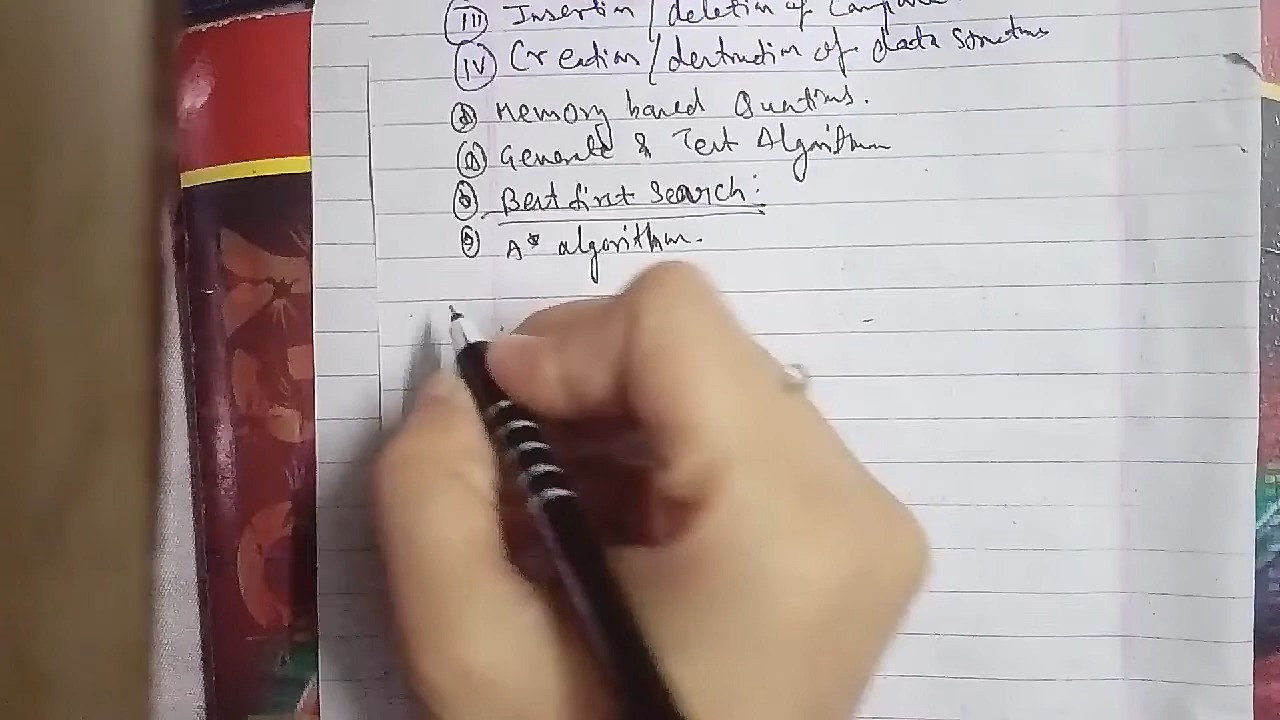 (III) Insertion / deletion of
(IV) Creation / destruction of data structures
Memory based Questions.
(a) Generate & Test Algorithm
(b) Best first Search:
(c) A* algorithm.